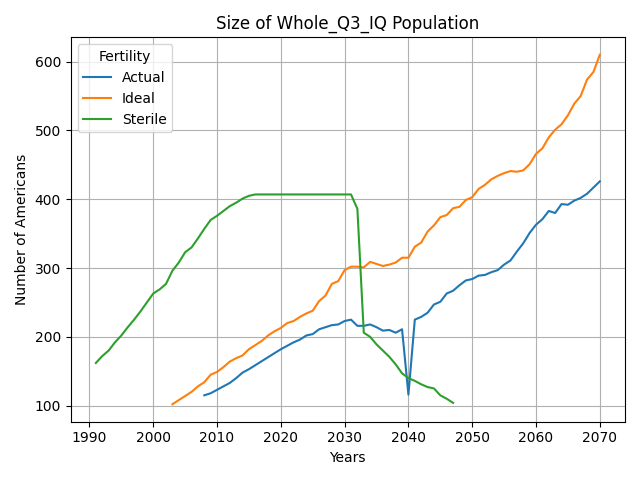 Size of Whole_Q3_IQ Population
Fertility
Actual
Ideal
Sterile
600
500
400
300
200
100
Number of Americans
1990 2000 2010 2020 2030 2040 2050 2060 2070
Years